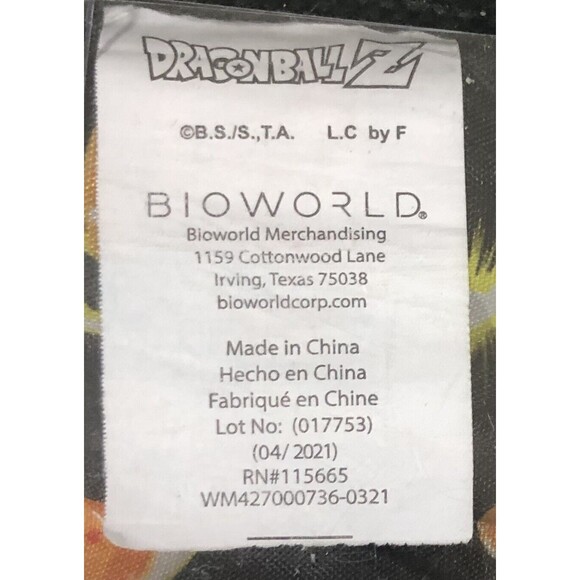 DRAGONBALL Z
©B.S./S.,T.A. L.C by F
BIOWORLD®
Bioworld Merchandising
1159 Cottonwood Lane
Irving, Texas 75038
bioworldcorp.com
Made in China
Hecho en China
Fabriqué en Chine
Lot No: (017753)
(04/ 2021)
RN#115665
WM427000736-0321